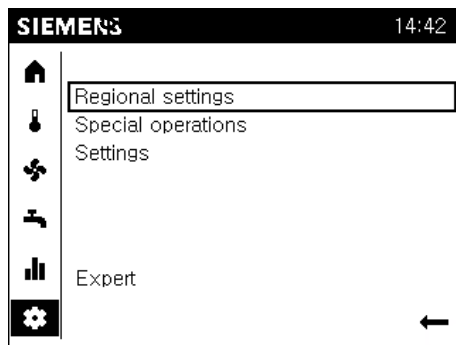 SIEMENS 14:42
Regional settings
Special operations
Settings
Expert